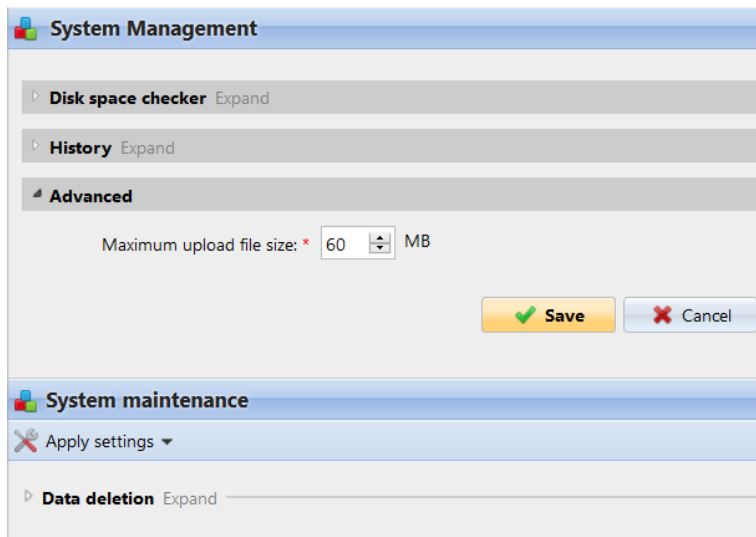 System Management
Disk space checker Expand
History Expand
Advanced
Maximum upload file size: * 60 MB
Save Cancel
System maintenance
Apply settings
Data deletion Expand